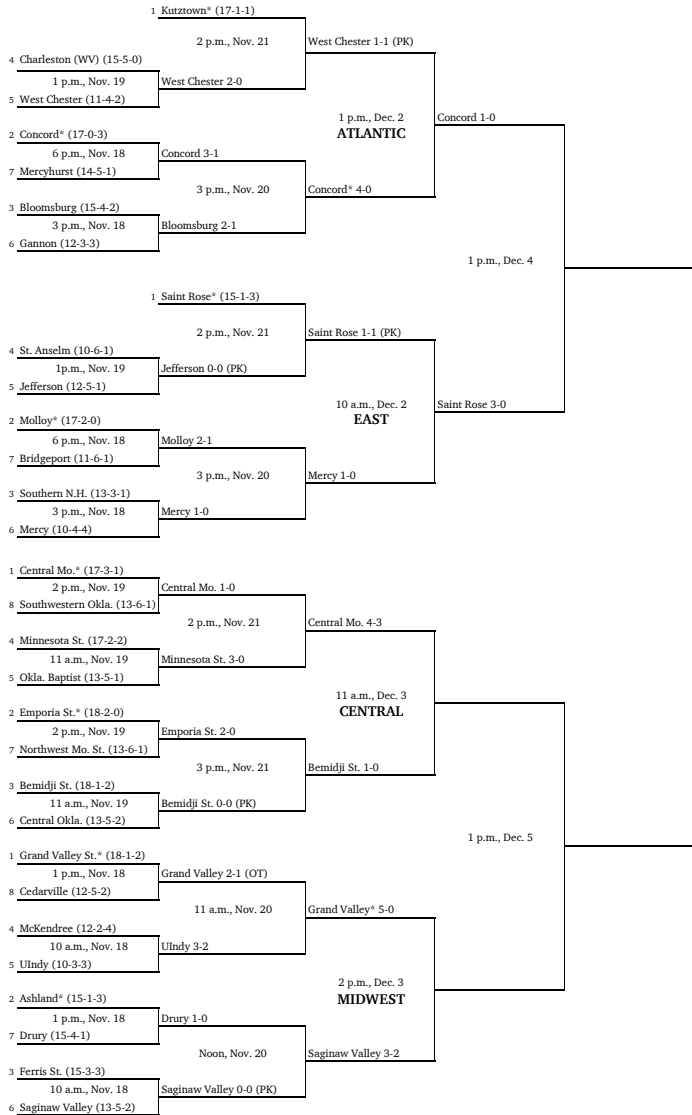 1 Kutztown* (17-1-1)
2 p.m., Nov. 21
West Chester 1-1 (PK)
4 Charleston (WV) (15-5-0)
1 p.m., Nov. 19
West Chester 2-0
5 West Chester (11-4-2)
1 p.m., Dec. 2
ATLANTIC
Concord 1-0
2 Concord* (17-0-3)
6 p.m., Nov. 18
Concord 3-1
7 Mercyhurst (14-5-1)
3 p.m., Nov. 20
Concord* 4-0
3 Bloomsburg (15-4-2)
3 p.m., Nov. 18
Bloomsburg 2-1
6 Gannon (12-3-3)
1 p.m., Dec. 4
1 Saint Rose* (15-1-3)
2 p.m., Nov. 21
Saint Rose 1-1 (PK)
4 St. Anselm (10-6-1)
1p.m., Nov. 19
Jefferson 0-0 (PK)
5 Jefferson (12-5-1)
10 a.m., Dec. 2
EAST
Saint Rose 3-0
2 Molloy* (17-2-0)
6 p.m., Nov. 18
Molloy 2-1
7 Bridgeport (11-6-1)
3 p.m., Nov. 20
Mercy 1-0
3 Southern N.H. (13-3-1)
3 p.m., Nov. 18
Mercy 1-0
6 Mercy (10-4-4)
1 Central Mo.* (17-3-1)
2 p.m., Nov. 19
Central Mo. 1-0
8 Southwestern Okla. (13-6-1)
2 p.m., Nov. 21
Central Mo. 4-3
4 Minnesota St. (17-2-2)
11 a.m., Nov. 19
Minnesota St. 3-0
5 Okla. Baptist (13-5-1)
11 a.m., Dec. 3
CENTRAL
2 Emporia St.* (18-2-0)
2 p.m., Nov. 19
Emporia St. 2-0
7 Northwest Mo. St. (13-6-1)
3 p.m., Nov. 21
Bemidji St. 1-0
3 Bemidji St. (18-1-2)
11 a.m., Nov. 19
Bemidji St. 0-0 (PK)
6 Central Okla. (13-5-2)
1 p.m., Dec. 5
1 Grand Valley St.* (18-1-2)
1 p.m., Nov. 18
Grand Valley 2-1 (OT)
8 Cedarville (12-5-2)
11 a.m., Nov. 20
Grand Valley* 5-0
4 McKendree (12-2-4)
10 a.m., Nov. 18
UIndy 3-2
5 UIndy (10-3-3)
2 p.m., Dec. 3
MIDWEST
2 Ashland* (15-1-3)
1 p.m., Nov. 18
Drury 1-0
7 Drury (15-4-1)
Noon, Nov. 20
Saginaw Valley 3-2
3 Ferris St. (15-3-3)
10 a.m., Nov. 18
Saginaw Valley 0-0 (PK)
6 Saginaw Valley (13-5-2)